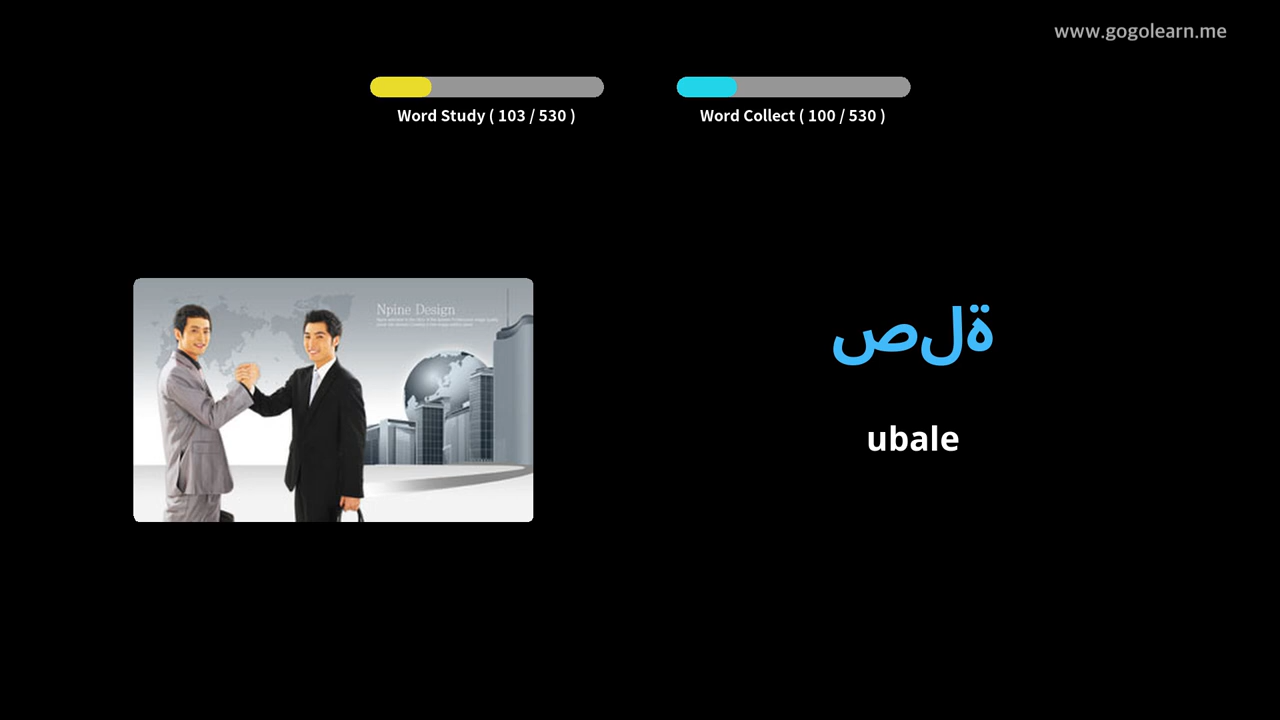 www.gogolearn.me
Word Study ( 103 / 530 )
Word Collect ( 100 / 530 )
Npine Design
صلة
ubale